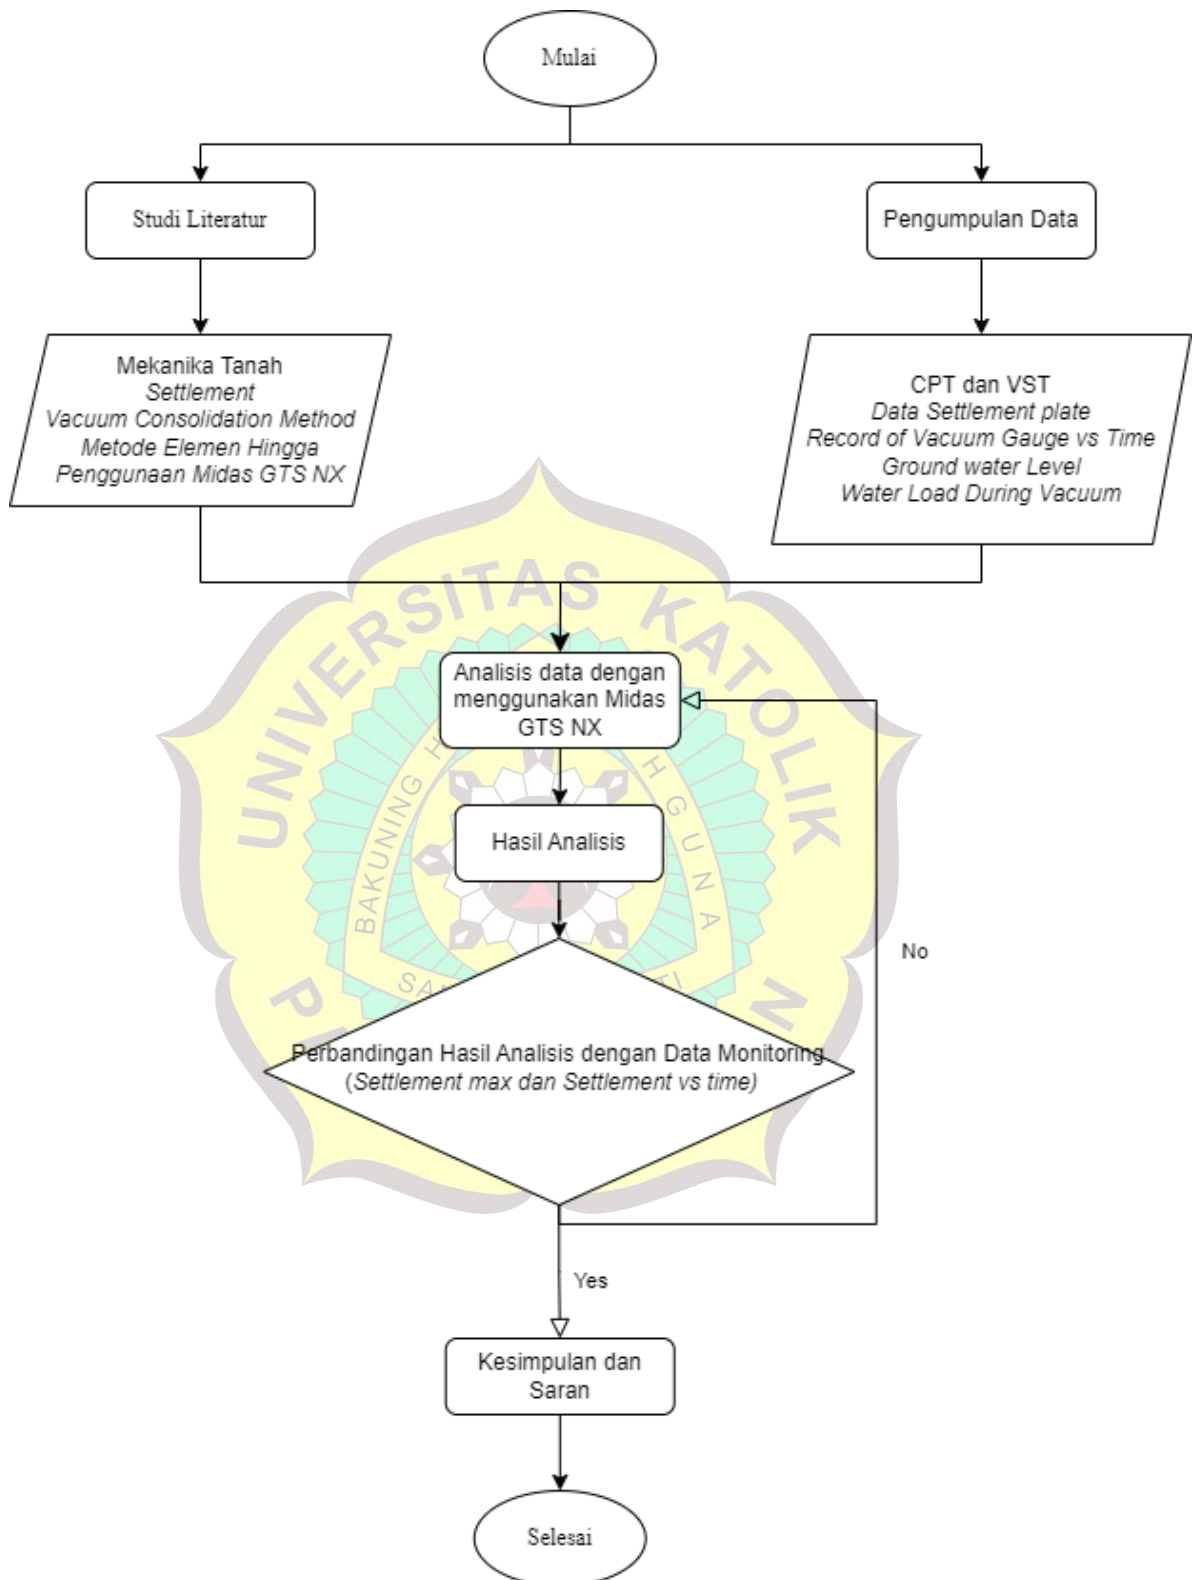 Mulai
Studi Literatur
Pengumpulan Data
Mekanika Tanah
Settlement
Vacuum Consolidation Method
Metode Elemen Hingga
Penggunaan Midas GTS NX
CPT dan VST
Data Settlement plate
Record of Vacuum Gauge vs Time
Ground water Level
Water Load During Vacuum
UNIVERSITAS KATOLIK
Analisis data dengan
menggunakan Midas
GTS NX
BAKUNING
GUNA
Hasil Analisis
No
Perbandingan Hasil Analisis dengan Data Monitoring
(Settlement max dan Settlement vs time)
Yes
Kesimpulan dan
Saran
Selesai